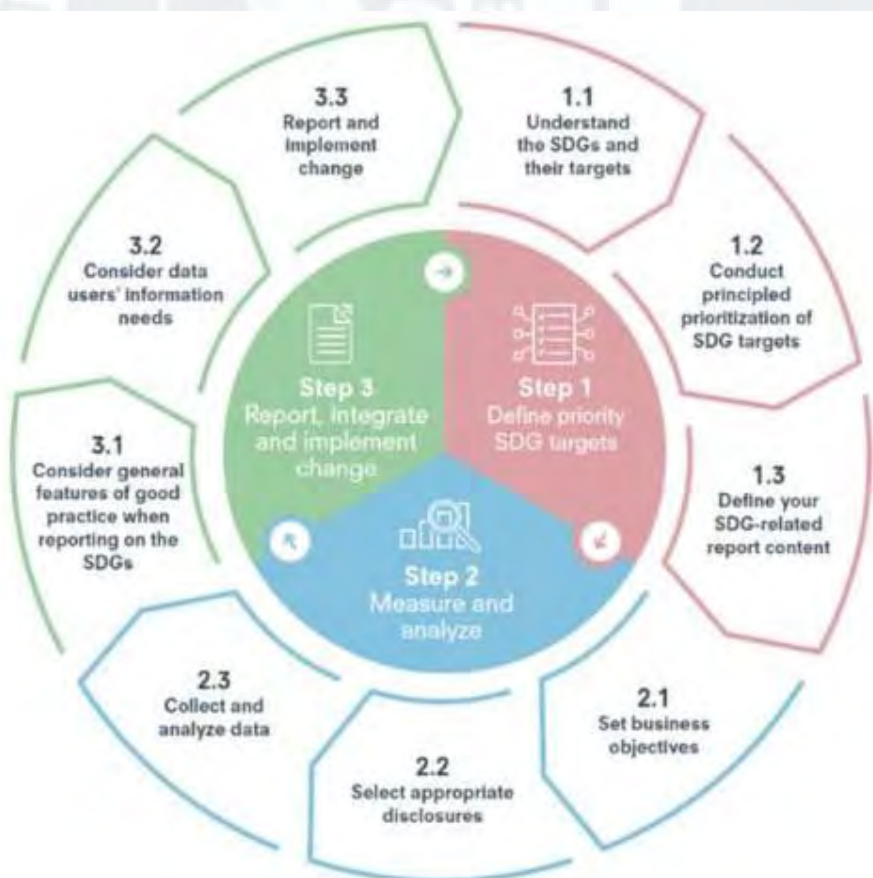 3.3
Report and
implement
change
1.1
Understand
the SDGs and
their targets
3.2
Consider data
users' information
needs
1.2
Conduct
principled
prioritization of
SDG targets
Step 3
Report, integrate
and implement
change
Step 1
Define priority
SDG targets
3.1
Consider general
features of good
practice when
reporting on the
SDGs
1.3
Define your
SDG-related
report content
Step 2
Measure and
analyze
2.3
Collect and
analyze data
2.1
Set business
objectives
2.2
Select appropriate
disclosures